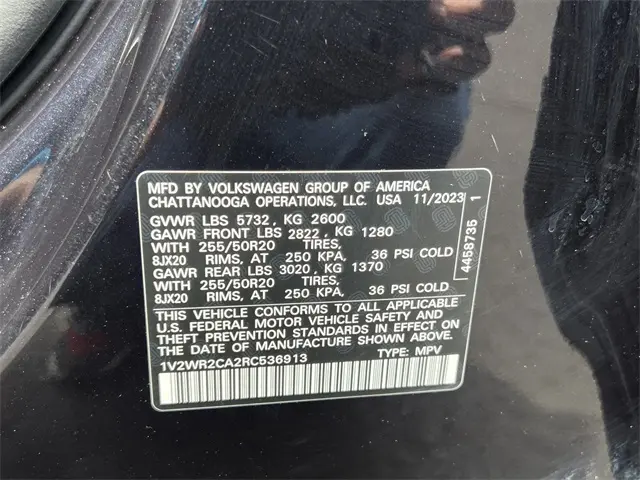 MFD BY VOLKSWAGEN GROUP OF AMERICA
CHATTANOOGA OPERATIONS, LLC. USA 11/2023
GVWR LBS 5732, KG 2600
GAWR FRONT LBS 2822, KG 1280
WITH 255/50R20 TIRES,
8JX20 RIMS, AT 250 KPA, 36 PSI COLD
GAWR REAR LBS 3020, KG 1370
WITH 255/50R20 TIRES,
8JX20 RIMS, AT 250 KPA, 36 PSI COLD
THIS VEHICLE CONFORMS TO ALL APPLICABLE
U.S. FEDERAL MOTOR VEHICLE SAFETY AND
THEFT PREVENTION STANDARDS IN EFFECT ON
THE DATE OF MANUFACTURE SHOWN ABOVE.
1V2WR2CA2RC536913 TYPE: MPV
4458735 1